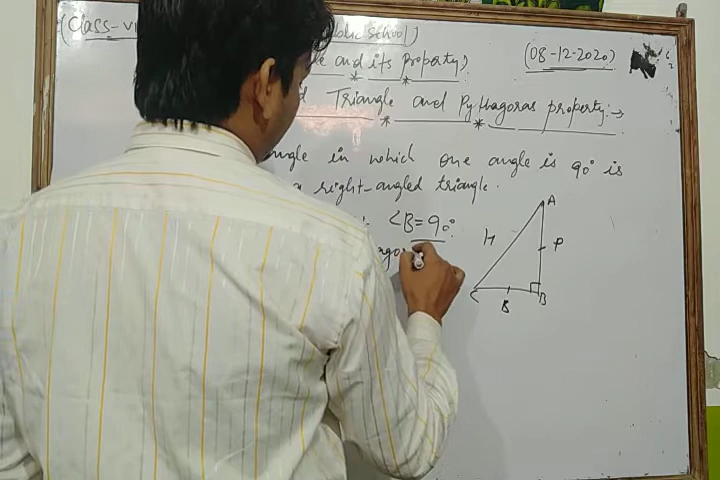 (Class-VI
Public School)
(08-12-2020)
and its property)
Triangle and Pythagoras property:→
angle in which one angle is 90° is
a right-angled triangle.
∠B=90°.
A
H
P
C
B
B